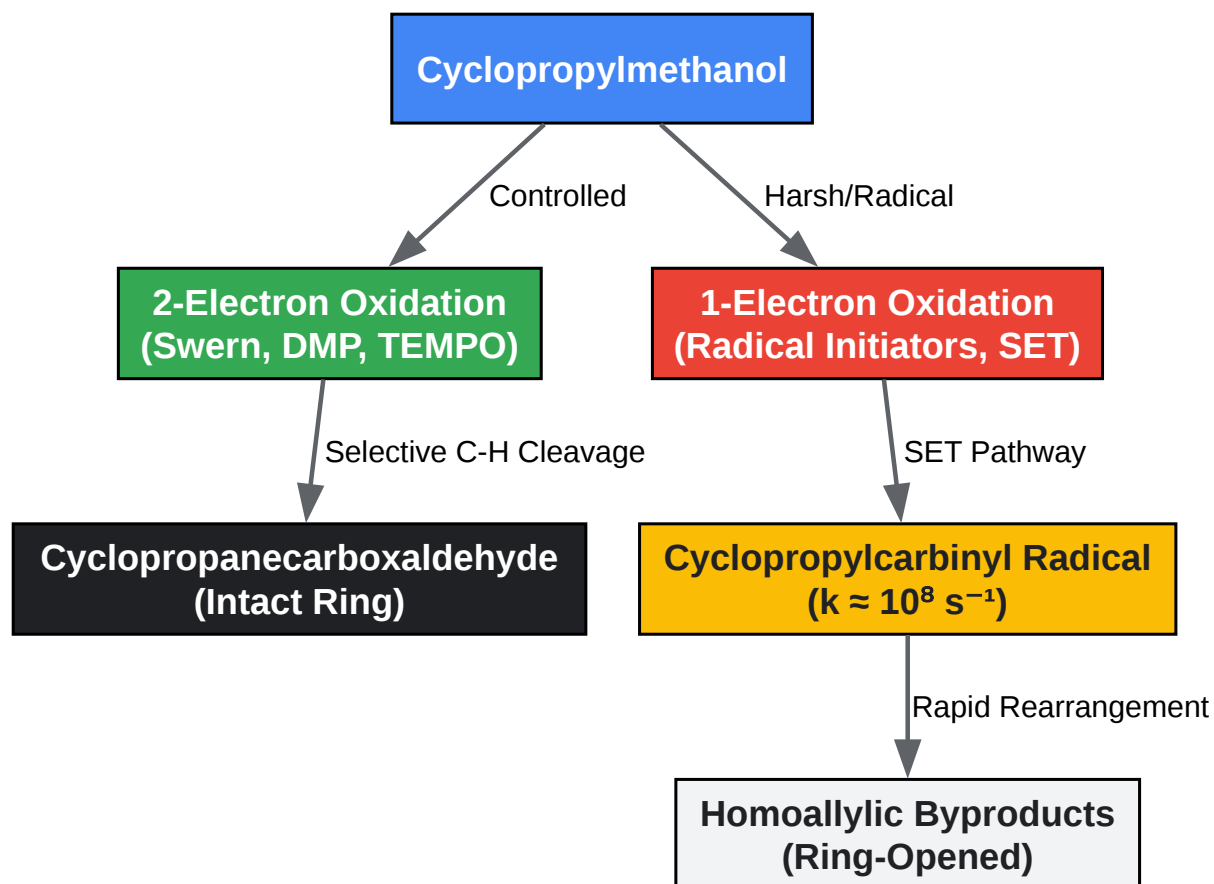 Cyclopropylmethanol
Controlled
Harsh/Radical
2-Electron Oxidation
(Swern, DMP, TEMPO)
1-Electron Oxidation
(Radical Initiators, SET)
Selective C-H Cleavage
SET Pathway
Cyclopropanecarboxaldehyde
(Intact Ring)
Cyclopropylcarbinyl Radical
(k ≈ 10⁸ s⁻¹)
Rapid Rearrangement
Homoallylic Byproducts
(Ring-Opened)